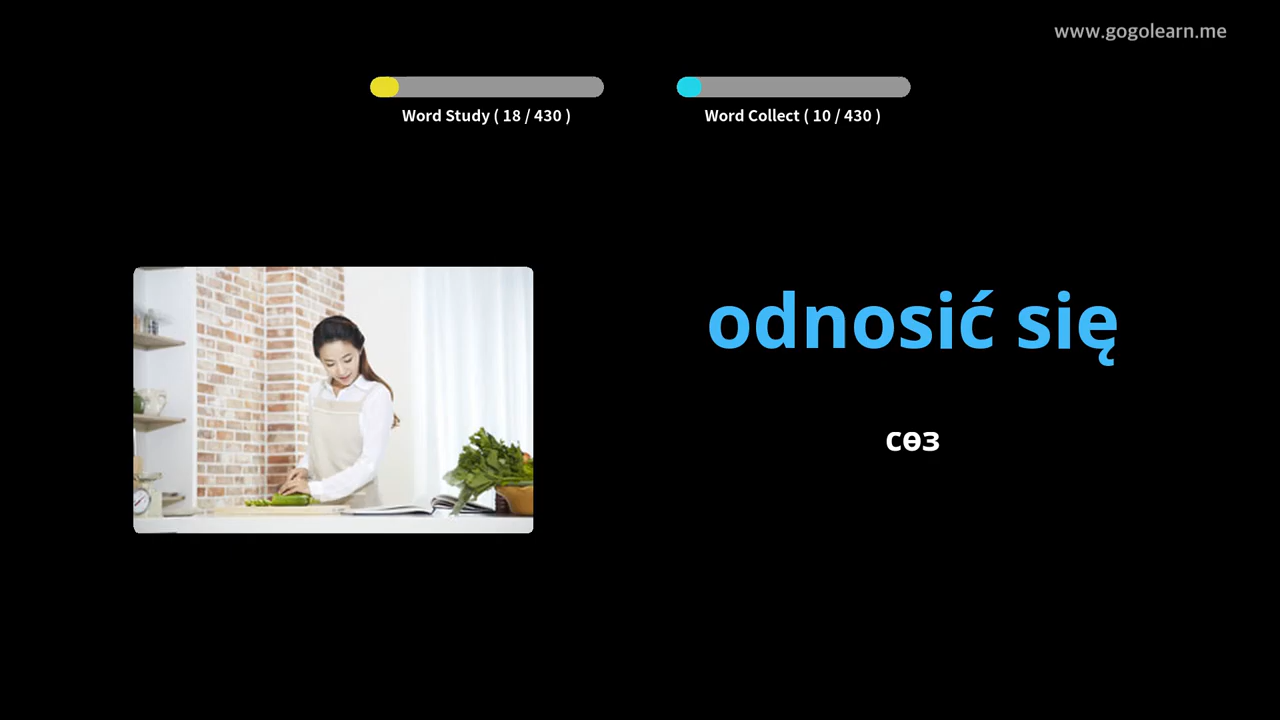 www.gogolearn.me
Word Study ( 18 / 430 )
Word Collect ( 10 / 430 )
odnosić się
сөз